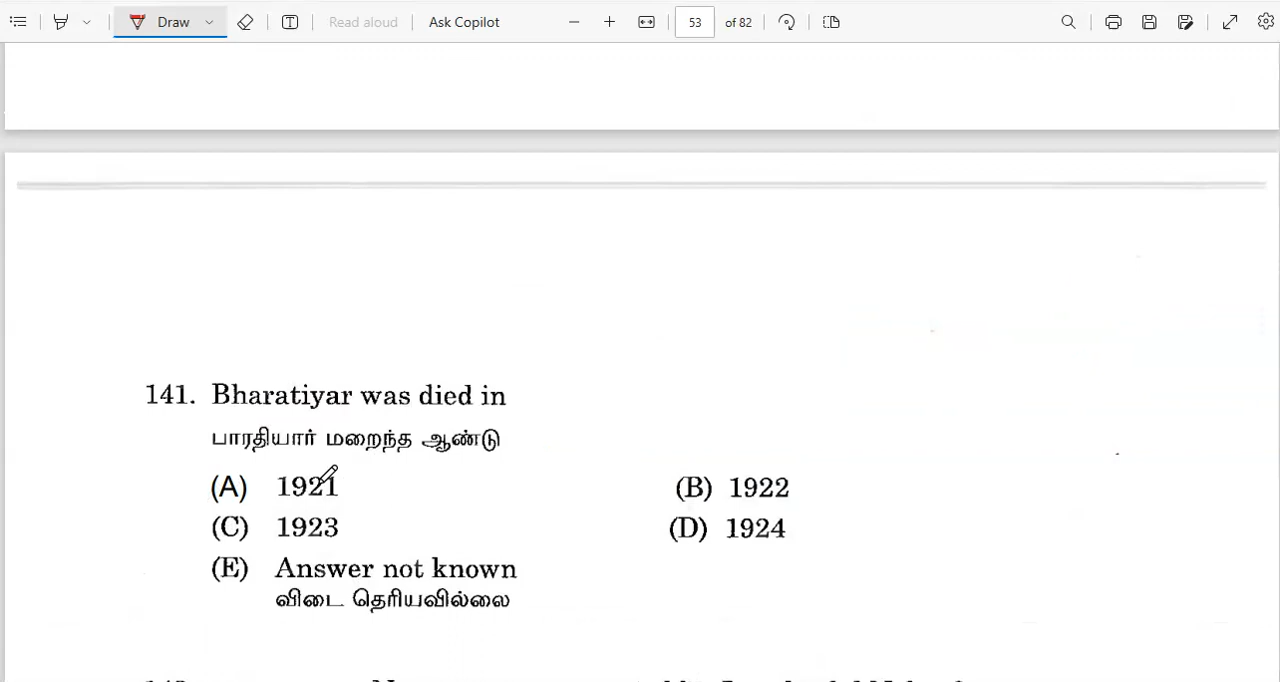 Draw Read aloud Ask Copilot 53 of 82
141. Bharatiyar was died in
பாரதியார் மறைந்த ஆண்டு
(A) 1921 (B) 1922
(C) 1923 (D) 1924
(E) Answer not known
விடை தெரியவில்லை